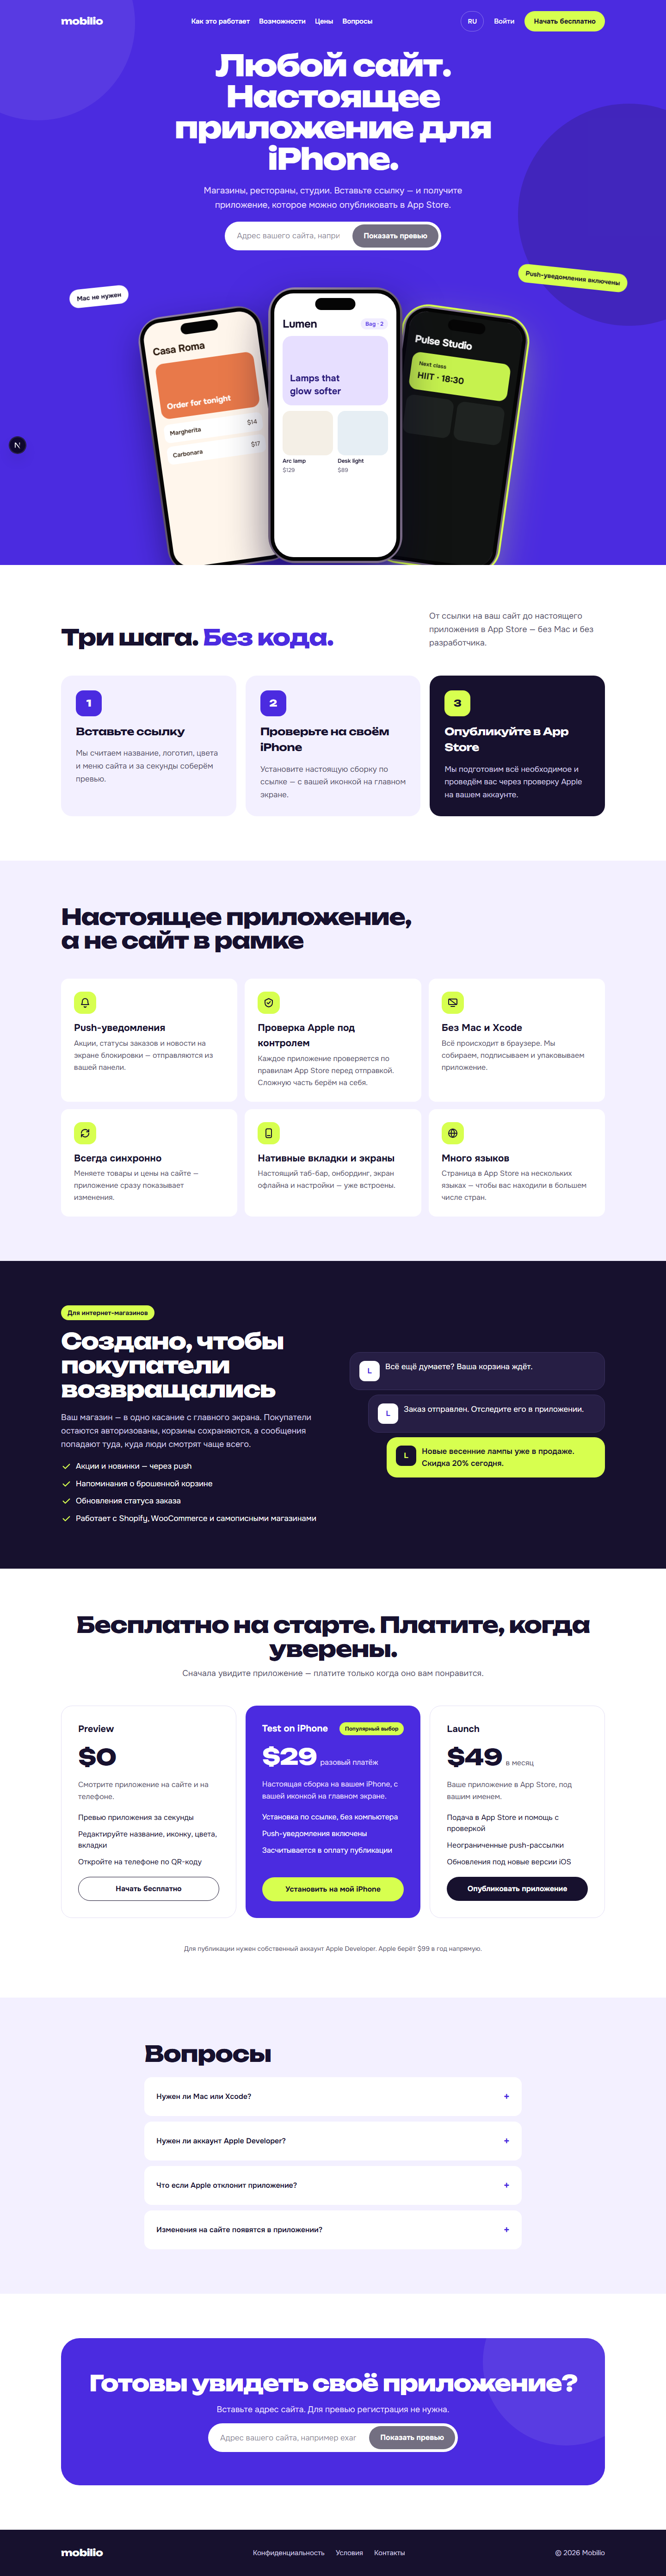 mobilio
Как это работает
Возможности
Цены
Вопросы
RU
Войти
Начать бесплатно
Любой сайт.
Настоящее
приложение для
iPhone.
Магазины, рестораны, студии. Вставьте ссылку — и получите
приложение, которое можно опубликовать в App Store.
Адрес вашего сайта, напри
Показать превью
Mac не нужен
Push-уведомления включены
Casa Roma
Order for tonight
Margherita
$14
Carbonara
$17
Lumen
Bag · 2
Lamps that
glow softer
Arc lamp
$129
Desk light
$89
Pulse Studio
Next class
HIIT · 18:30
N
Три шага. Без кода.
От ссылки на ваш сайт до настоящего
приложения в App Store — без Mac и без
разработчика.
1
Вставьте ссылку
Мы считаем название, логотип, цвета
и меню сайта и за секунды соберём
превью.
2
Проверьте на своём
iPhone
Установите настоящую сборку по
ссылке — с вашей иконкой на главном
экране.
3
Опубликуйте в App
Store
Мы подготовим всё необходимое и
проведём вас через проверку Apple
на вашем аккаунте.
Настоящее приложение,
а не сайт в рамке
Push-уведомления
Акции, статусы заказов и новости на
экране блокировки — отправляются из
вашей панели.
Проверка Apple под
контролем
Каждое приложение проверяется по
правилам App Store перед отправкой.
Сложную часть берём на себя.
Без Mac и Xcode
Всё происходит в браузере. Мы
собираем, подписываем и упаковываем
приложение.
Всегда синхронно
Меняете товары и цены на сайте —
приложение сразу показывает
изменения.
Нативные вкладки и экраны
Настоящий таб-бар, онбординг, экран
офлайна и настройки — уже встроены.
Много языков
Страница в App Store на нескольких
языках — чтобы вас находили в большем
числе стран.
Для интернет-магазинов
Создано, чтобы
покупатели
возвращались
Ваш магазин — в одно касание с главного экрана. Покупатели
остаются авторизованы, корзины сохраняются, а сообщения
попадают туда, куда люди смотрят чаще всего.
Акции и новинки — через push
Напоминания о брошенной корзине
Обновления статуса заказа
Работает с Shopify, WooCommerce и самописными магазинами
L
Всё ещё думаете? Ваша корзина ждёт.
L
Заказ отправлен. Отследите его в приложении.
L
Новые весенние лампы уже в продаже.
Скидка 20% сегодня.
Бесплатно на старте. Платите, когда
уверены.
Сначала увидите приложение — платите только когда оно вам понравится.
Preview
$0
Смотрите приложение на сайте и на
телефоне.
Превью приложения за секунды
Редактируйте название, иконку, цвета,
вкладки
Откройте на телефоне по QR-коду
Начать бесплатно
Test on iPhone
Популярный выбор
$29 разовый платёж
Настоящая сборка на вашем iPhone, с
вашей иконкой на главном экране.
Установка по ссылке, без компьютера
Push-уведомления включены
Засчитывается в оплату публикации
Установить на мой iPhone
Launch
$49 в месяц
Ваше приложение в App Store, под
вашим именем.
Подача в App Store и помощь с
проверкой
Неограниченные push-рассылки
Обновления под новые версии iOS
Опубликовать приложение
Для публикации нужен собственный аккаунт Apple Developer. Apple берёт $99 в год напрямую.
Вопросы
Нужен ли Mac или Xcode?
+
Нужен ли аккаунт Apple Developer?
+
Что если Apple отклонит приложение?
+
Изменения на сайте появятся в приложении?
+
Готовы увидеть своё приложение?
Вставьте адрес сайта. Для превью регистрация не нужна.
Адрес вашего сайта, например exar
Показать превью
mobilio
Конфиденциальность
Условия
Контакты
© 2026 Mobilio